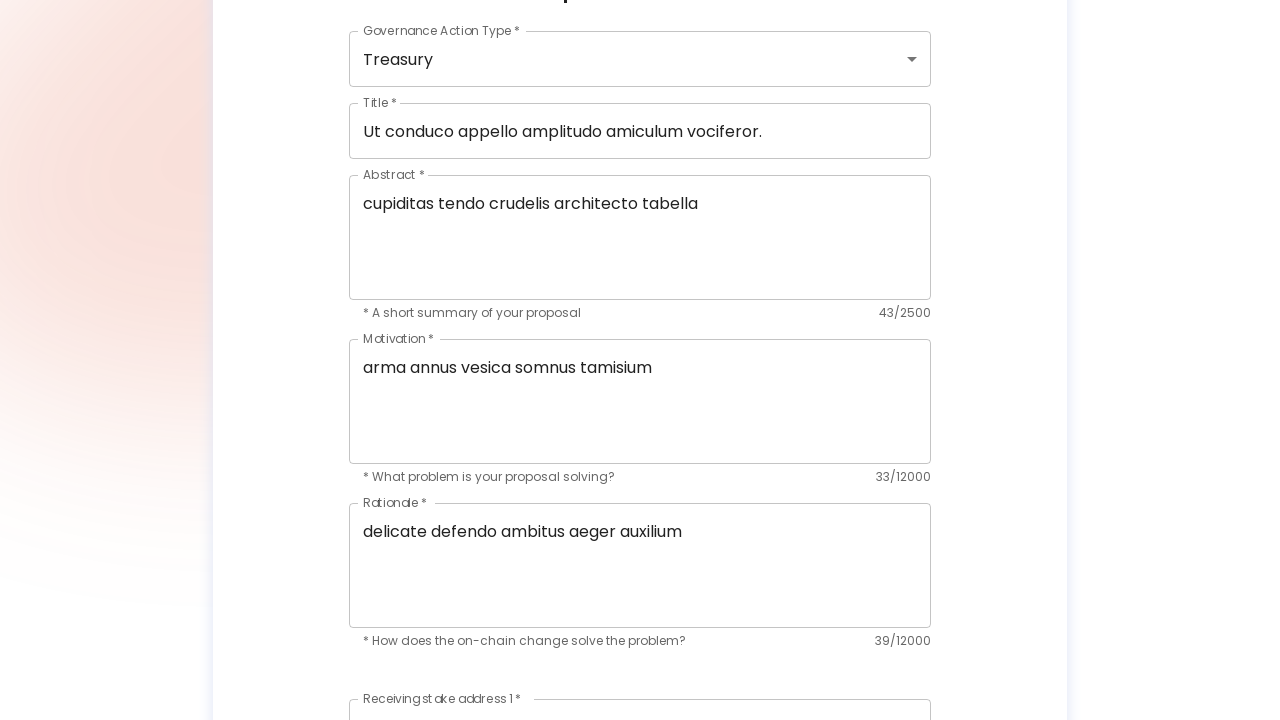 Governance Action Type *
Treasury
Title *
Ut conduco appello amplitudo amiculum vociferor.
Abstract *
cupiditas tendo crudelis architecto tabella
* A short summary of your proposal
43/2500
Motivation *
arma annus vesica somnus tamisium
* What problem is your proposal solving?
33/12000
Rationale *
delicate defendo ambitus aeger auxilium
* How does the on-chain change solve the problem?
39/12000
Receiving stake address 1 *